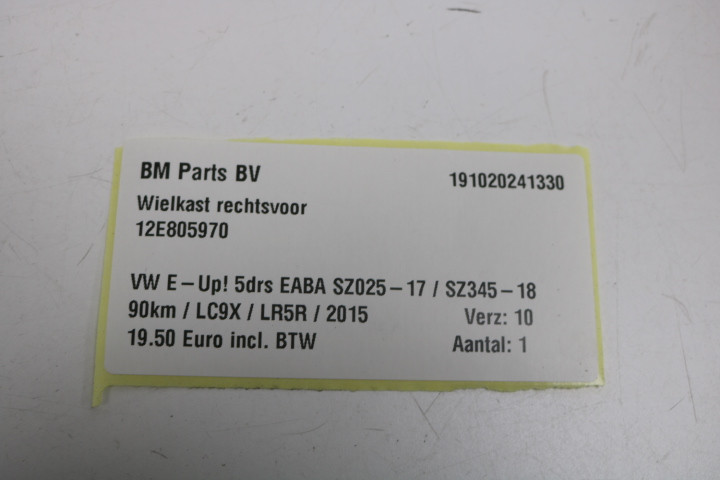 BM Parts BV 191020241330
Wielkast rechtsvoor
12E805970
VW E-Up! 5drs EABA SZ025-17 / SZ345-18
90km / LC9X / LR5R / 2015 Verz: 10
19.50 Euro incl. BTW Aantal: 1